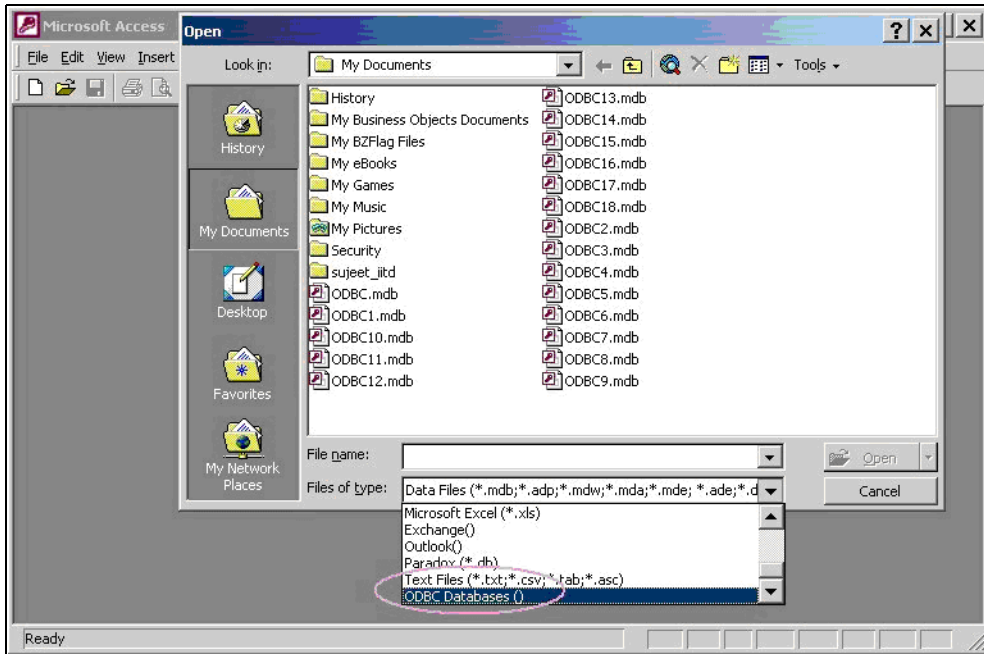 Microsoft Access
Open
File Edit View Insert
Look in:
My Documents
Tools
History
My Documents
Desktop
Favorites
My Network Places
History
My Business Objects Documents
My BZFlag Files
My eBooks
My Games
My Music
My Pictures
Security
sujeet_iitd
ODBC.mdb
ODBC1.mdb
ODBC10.mdb
ODBC11.mdb
ODBC12.mdb
ODBC13.mdb
ODBC14.mdb
ODBC15.mdb
ODBC16.mdb
ODBC17.mdb
ODBC18.mdb
ODBC2.mdb
ODBC3.mdb
ODBC4.mdb
ODBC5.mdb
ODBC6.mdb
ODBC7.mdb
ODBC8.mdb
ODBC9.mdb
File name:
Open
Files of type:
Data Files (*.mdb;*.adp;*.mdw;*.mda;*.mde; *.ade;*.d
Cancel
Microsoft Excel (*.xls)
Exchange()
Outlook()
Paradox (*.db)
Text Files (*.txt;*.csv;*.tab;*.asc)
ODBC Databases ()
Ready